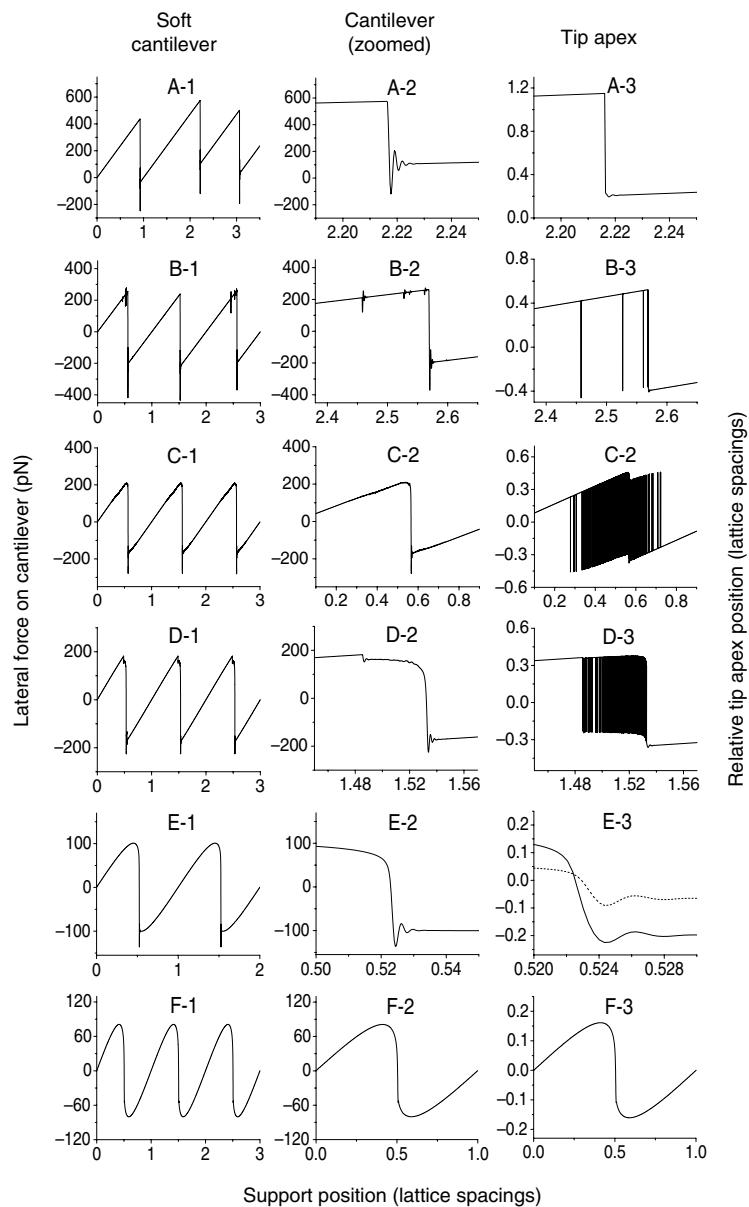 Soft
cantilever
Cantilever
(zoomed)
Tip apex
A-1
600
400
200
0
–200
0 1 2 3
A-2
600
400
200
0
–200
2.20 2.22 2.24
A-3
1.2
0.8
0.4
0.0
2.20 2.22 2.24
B-1
400
200
0
–200
–400
0 1 2 3
B-2
400
200
0
–200
–400
2.4 2.5 2.6
B-3
0.4
0.0
–0.4
2.4 2.5 2.6
C-1
400
200
0
–200
0 1 2 3
C-2
400
200
0
–200
0.2 0.4 0.6 0.8
C-2
0.6
0.3
0.0
–0.3
–0.6
0.2 0.4 0.6 0.8
D-1
200
0
–200
0 1 2 3
D-2
200
0
–200
1.48 1.52 1.56
D-3
0.6
0.3
0.0
–0.3
1.48 1.52 1.56
E-1
100
0
–100
0 1 2
E-2
100
0
–100
0.50 0.52 0.54
E-3
0.2
0.1
0.0
–0.1
–0.2
0.520 0.524 0.528
F-1
120
60
0
–60
–120
0 1 2 3
F-2
120
60
0
–60
–120
0.0 0.5 1.0
F-3
0.2
0.1
0.0
–0.1
–0.2
0.0 0.5 1.0
Lateral force on cantilever (pN)
Relative tip apex position (lattice spacings)
Support position (lattice spacings)